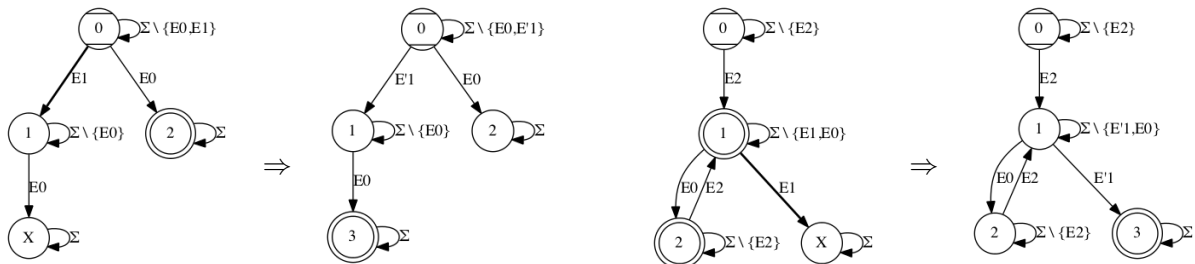 0
Σ \ {E0,E1}
E1
E0
1
Σ \ {E0}
2
Σ
E0
X
Σ
⇒
0
Σ \ {E0,E'1}
E'1
E0
1
Σ \ {E0}
2
Σ
E0
3
Σ
0
Σ \ {E2}
E2
1
Σ \ {E1,E0}
E0
E2
E1
2
Σ \ {E2}
X
Σ
⇒
0
Σ \ {E2}
E2
1
Σ \ {E'1,E0}
E0
E2
E'1
2
Σ \ {E2}
3
Σ